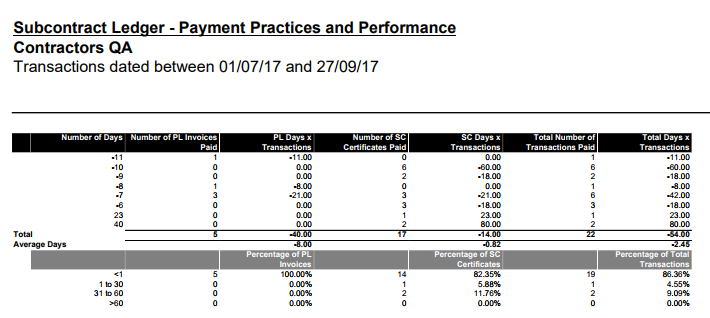 Subcontract Ledger - Payment Practices and Performance
Contractors QA
Transactions dated between 01/07/17 and 27/09/17
Number of Days Number of PL Invoices PL Days x Number of SC SC Days x Total Number of Total Days x
Paid Transactions Certificates Paid Transactions Transactions Paid Transactions
-11 1 -11.00 0 0.00 1 -11.00
-10 0 0.00 6 -60.00 6 -60.00
-9 0 0.00 2 -18.00 2 -18.00
-8 1 -8.00 0 0.00 1 -8.00
-7 3 -21.00 3 -21.00 6 -42.00
-6 0 0.00 3 -18.00 3 -18.00
23 0 0.00 1 23.00 1 23.00
40 0 0.00 2 80.00 2 80.00
Total 5 -40.00 17 -14.00 22 -54.00
Average Days -8.00 -0.82 -2.45
Percentage of PL Percentage of SC Percentage of Total
Invoices Certificates Transactions
<1 5 100.00% 14 82.35% 19 86.36%
1 to 30 0 0.00% 1 5.88% 1 4.55%
31 to 60 0 0.00% 2 11.76% 2 9.09%
>60 0 0.00% 0 0.00% 0 0.00%